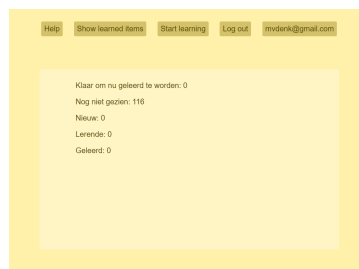 Help Show learned items Start learning Log out mvdenk@gmail.com
Klaar om nu geleerd te worden: 0
Nog niet gezien: 116
Nieuw: 0
Lerende: 0
Geleerd: 0